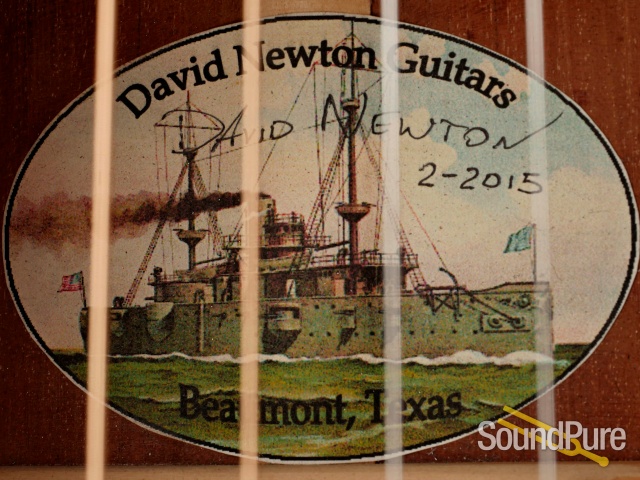 David Newton Guitars
DAVID NEWTON
2-2015
Beaumont, Texas
SoundPure